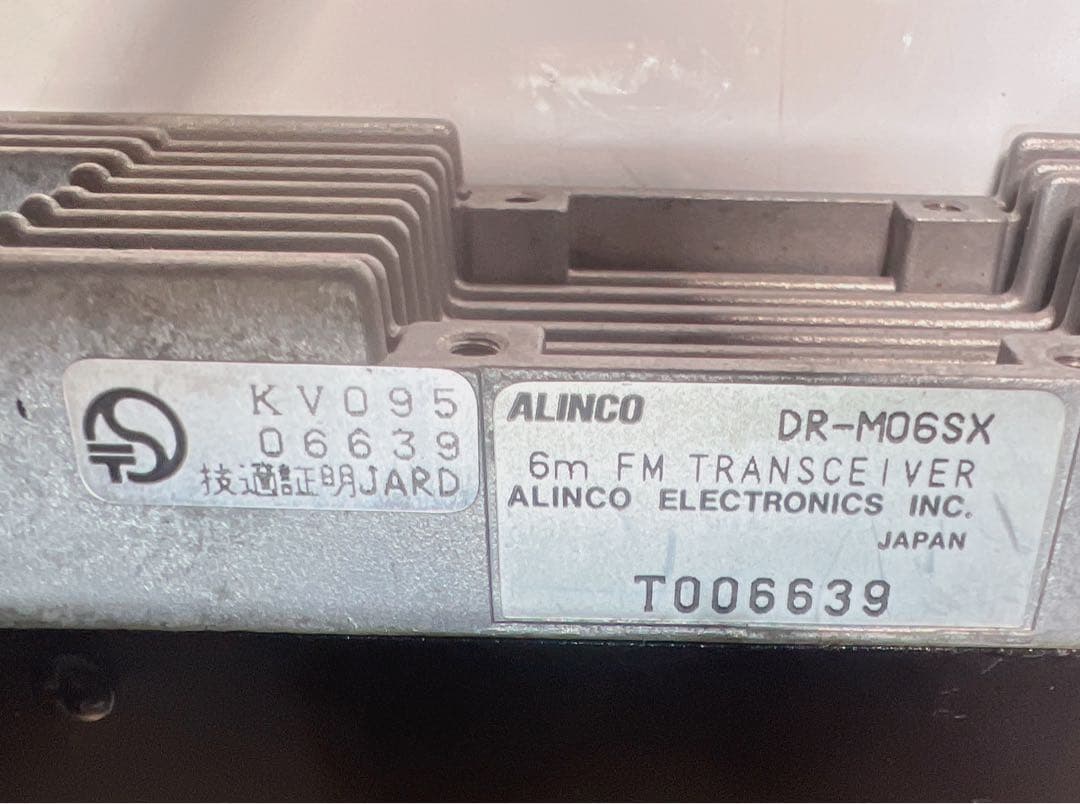 KV095
06639
技適証明JARD
ALINCO
DR-M06SX
6m FM TRANSCEIVER
ALINCO ELECTRONICS INC.
JAPAN
T006639